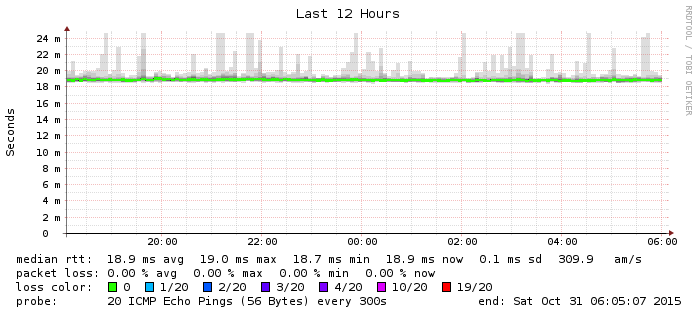 Last 12 Hours
RRDTOOL / TOBI OETIKER
Seconds
24 m
22 m
20 m
18 m
16 m
14 m
12 m
10 m
8 m
6 m
4 m
2 m
0
20:00 22:00 00:00 02:00 04:00 06:00
median rtt: 18.9 ms avg 19.0 ms max 18.7 ms min 18.9 ms now 0.1 ms sd 309.9 am/s
packet loss: 0.00 % avg 0.00 % max 0.00 % min 0.00 % now
loss color: 0 1/20 2/20 3/20 4/20 10/20 19/20
probe: 20 ICMP Echo Pings (56 Bytes) every 300s end: Sat Oct 31 06:05:07 2015